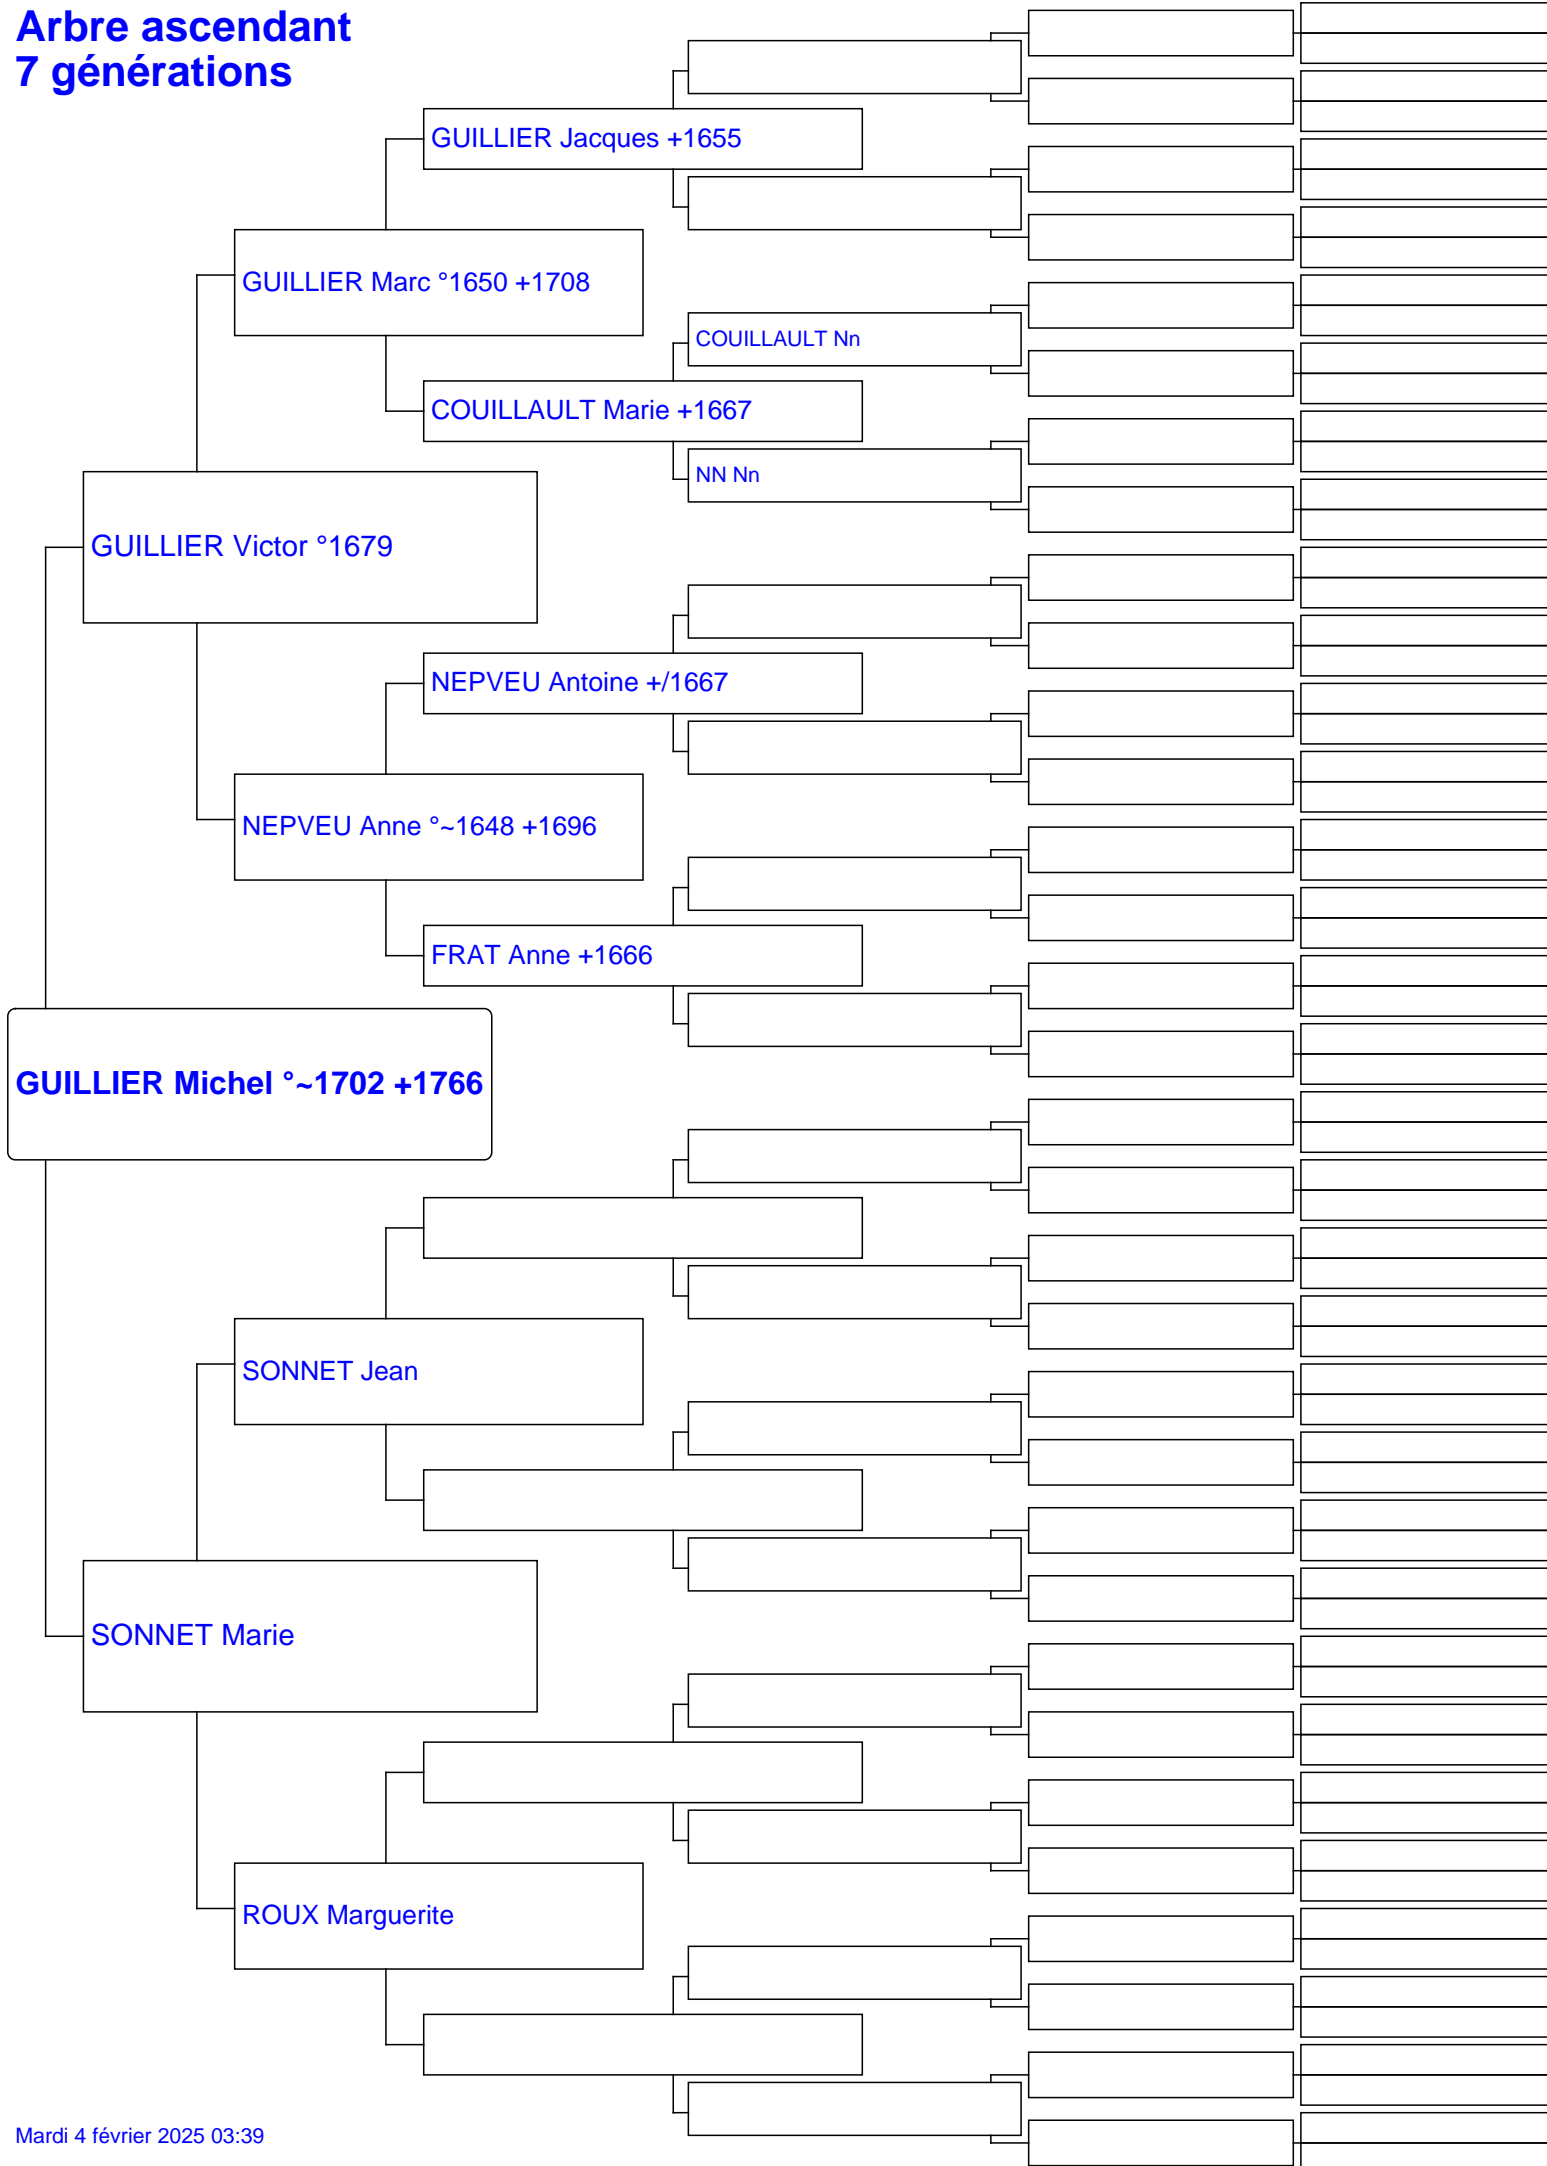 Arbre ascendant
7 générations
GUILLIER Jacques +1655
GUILLIER Marc °1650 +1708
COUILLAULT Nn
COUILLAULT Marie +1667
NN Nn
GUILLIER Victor °1679
NEPVEU Antoine +/1667
NEPVEU Anne °~1648 +1696
FRAT Anne +1666
GUILLIER Michel °~1702 +1766
SONNET Jean
SONNET Marie
ROUX Marguerite
Mardi 4 février 2025 03:39